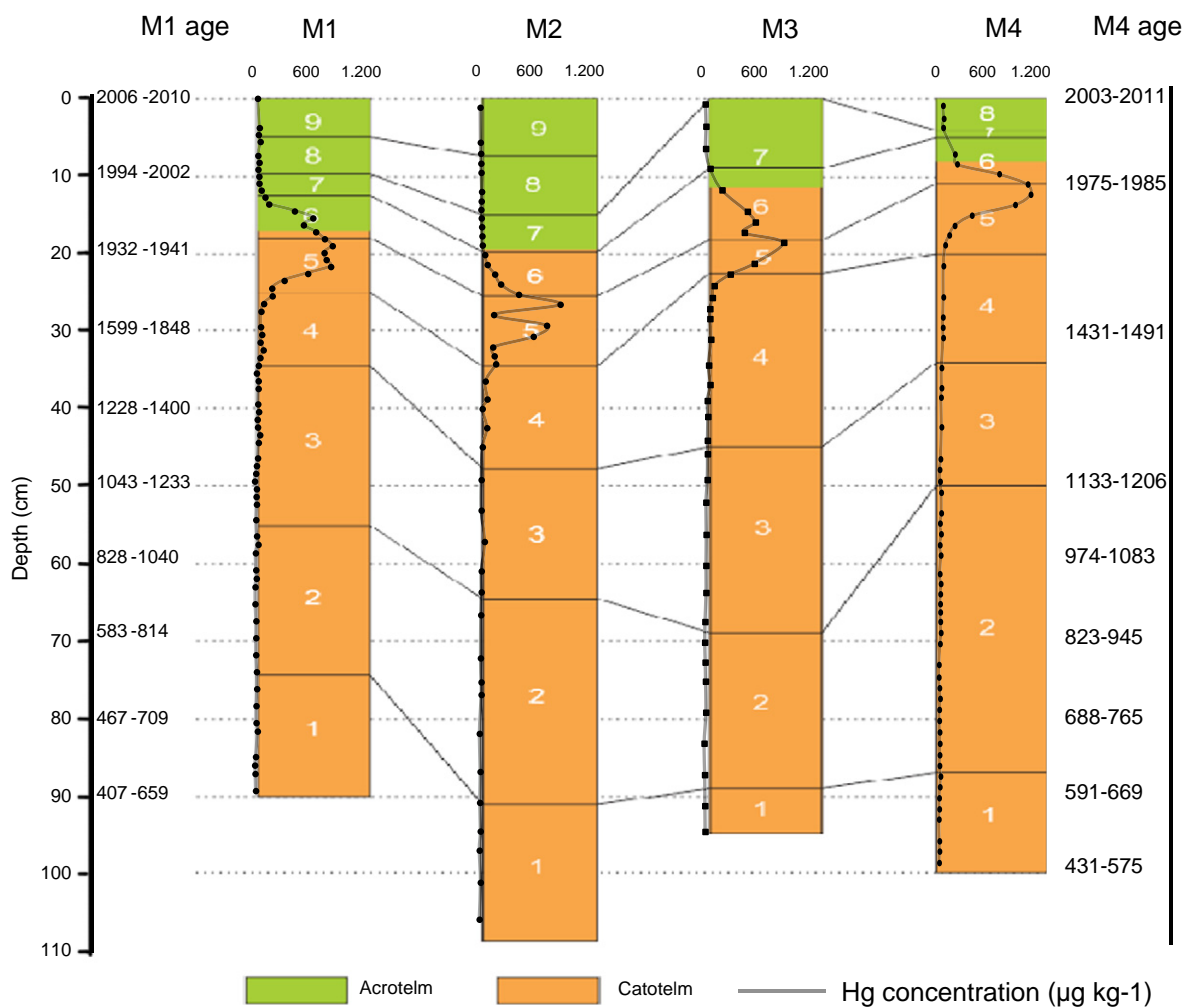 M1 age M1 M2 M3 M4 M4 age
0 600 1.200 0 600 1.200 0 600 1.200 0 600 1.200
0 2006 -2010 2003-2011
9 9 8
7
10 1994 -2002 8 8 7 6 1975-1985
7 7 6
6 5
20 1932 -1941 5 6 5
30 1599 -1848 4 5 4 4 1431-1491
40 1228 -1400 3 4 3
50 1043 -1233 1133-1206
3 3
60 828 -1040 2 974-1083
70 583 -814 2 2 2 823-945
80 467 -709 1 688-765
90 407 -659 1 1 591-669
100 1 431-575
110
Depth (cm)
Acrotelm Catotelm Hg concentration (µg kg-1)